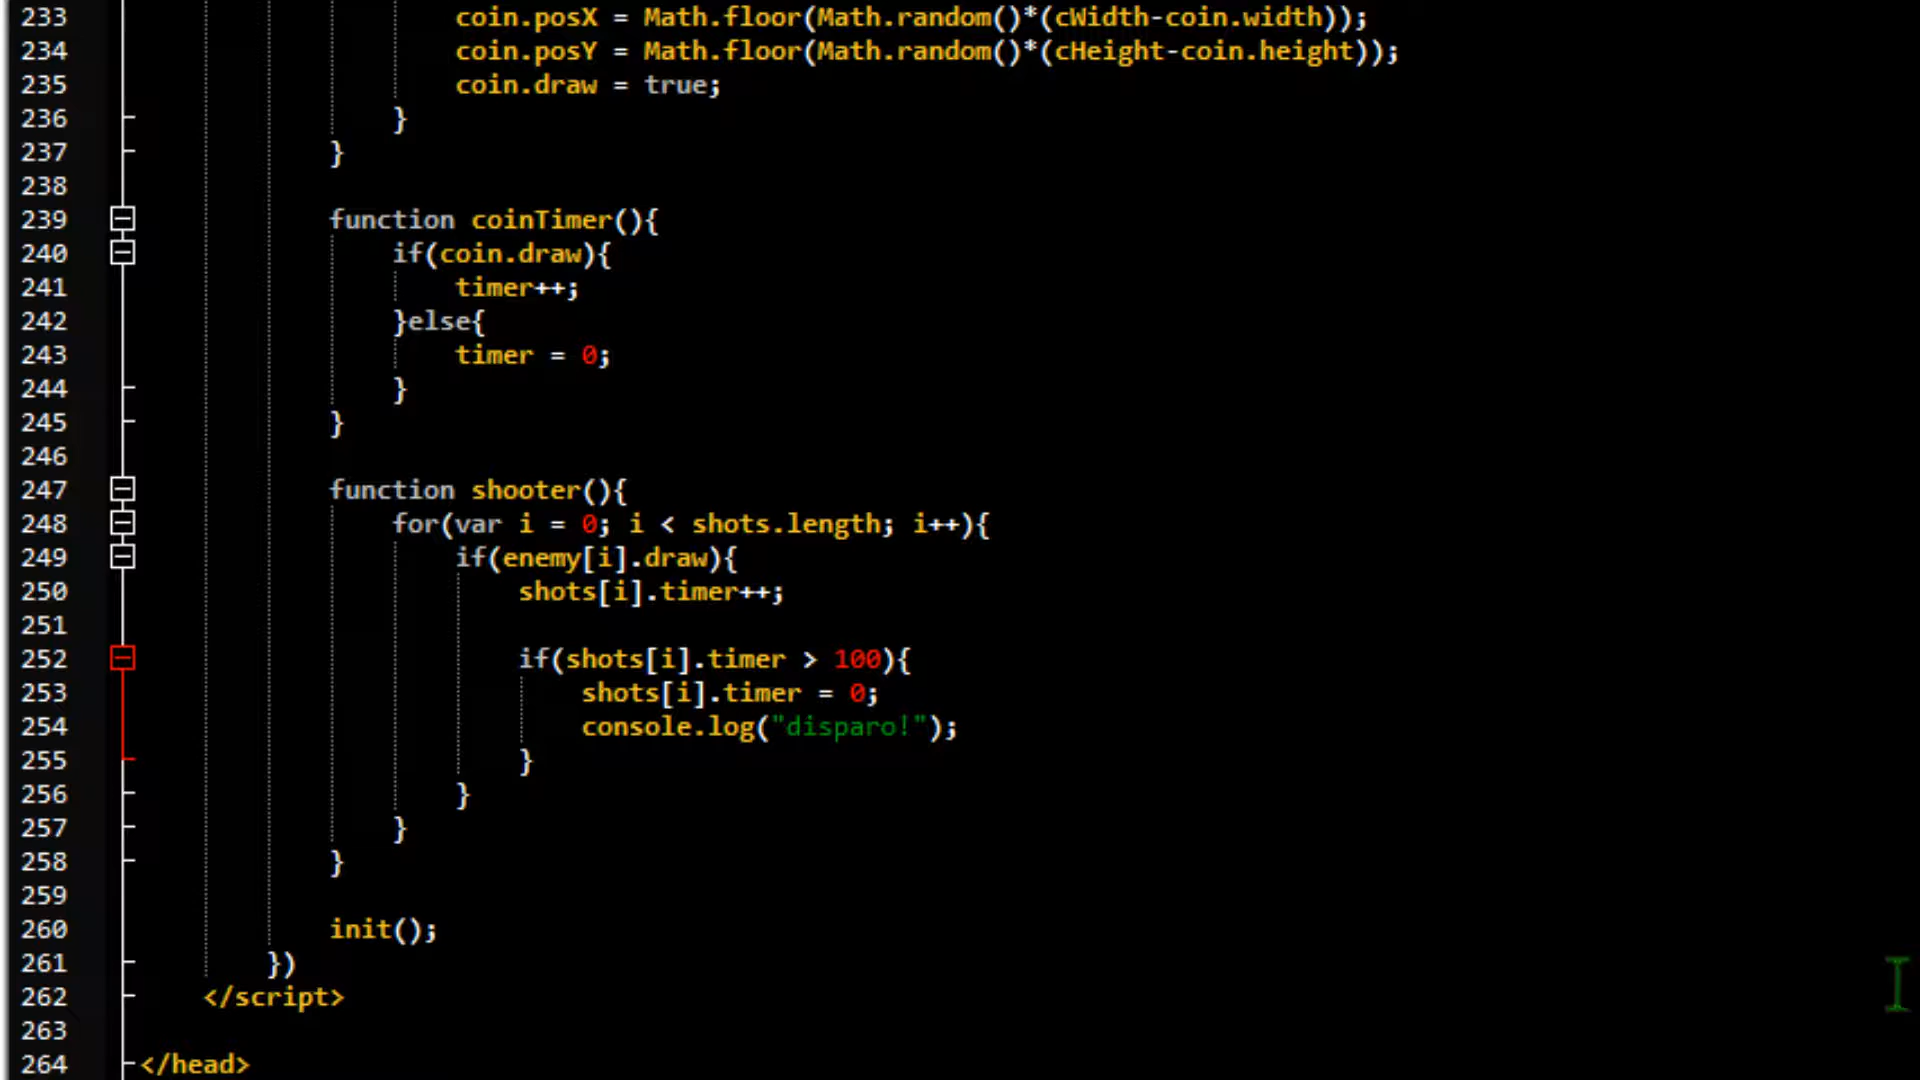 233 coin.posX = Math.floor(Math.random()*(cWidth-coin.width));
234 coin.posY = Math.floor(Math.random()*(cHeight-coin.height));
235 coin.draw = true;
236 }
237 }
238
239 function coinTimer(){
240 if(coin.draw){
241 timer++;
242 }else{
243 timer = 0;
244 }
245 }
246
247 function shooter(){
248 for(var i = 0; i < shots.length; i++){
249 if(enemy[i].draw){
250 shots[i].timer++;
251
252 if(shots[i].timer > 100){
253 shots[i].timer = 0;
254 console.log("disparo!");
255 }
256 }
257 }
258 }
259
260 init();
261 })
262 </script>
263
264 </head>